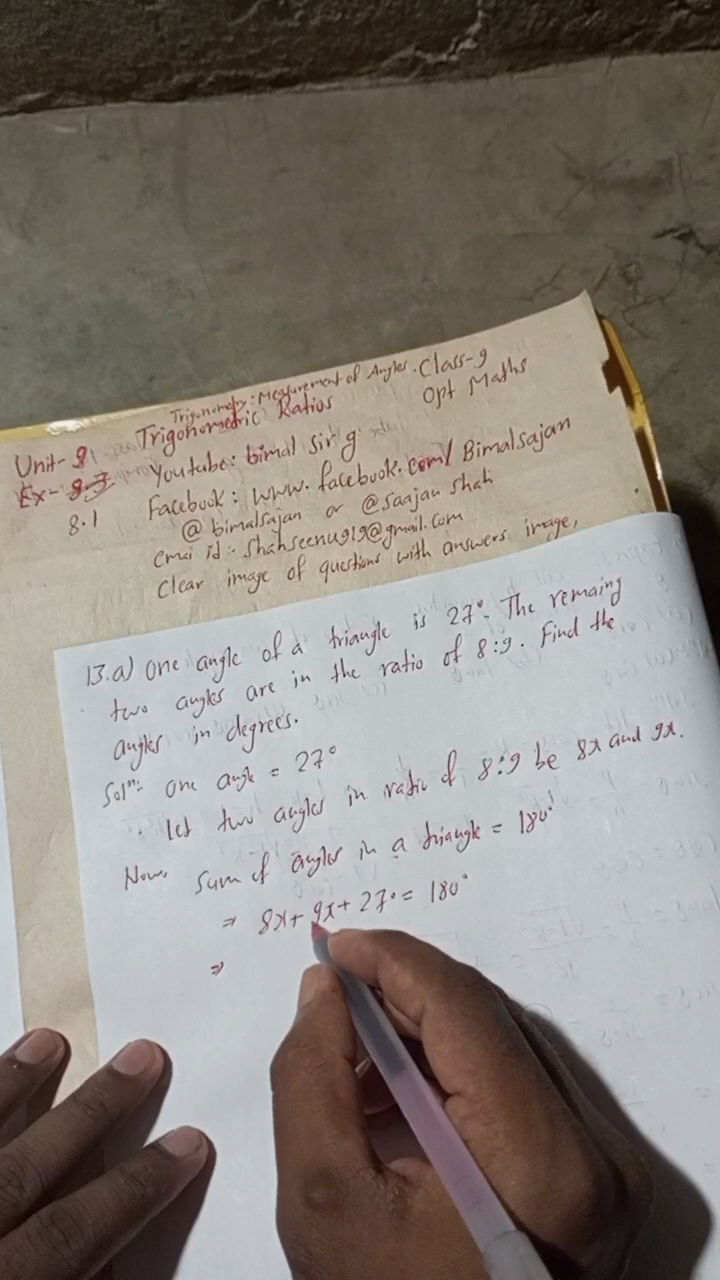 Trigonometry: Measurement of Angles. Class-9
Unit-9 Trigonometric Ratios Opt Maths
Ex- 8.1 Youtube: bimal sir g
Facebook: www.facebook.com/Bimalsajan
@bimalsajan or @saajan shah
emai id:- shahseenu919@gmail.com
Clear image of questions with answers image,
13.a) One angle of a triangle is 27°. The remaing
two angles are in the ratio of 8:9. Find the
angles in degrees.
Solⁿ: One angle = 27°
Let two angles in ratio of 8:9 be 8x and 9x.
Now, Sum of angles in a triangle = 180°
⇒ 8x + 9x + 27° = 180°
⇒